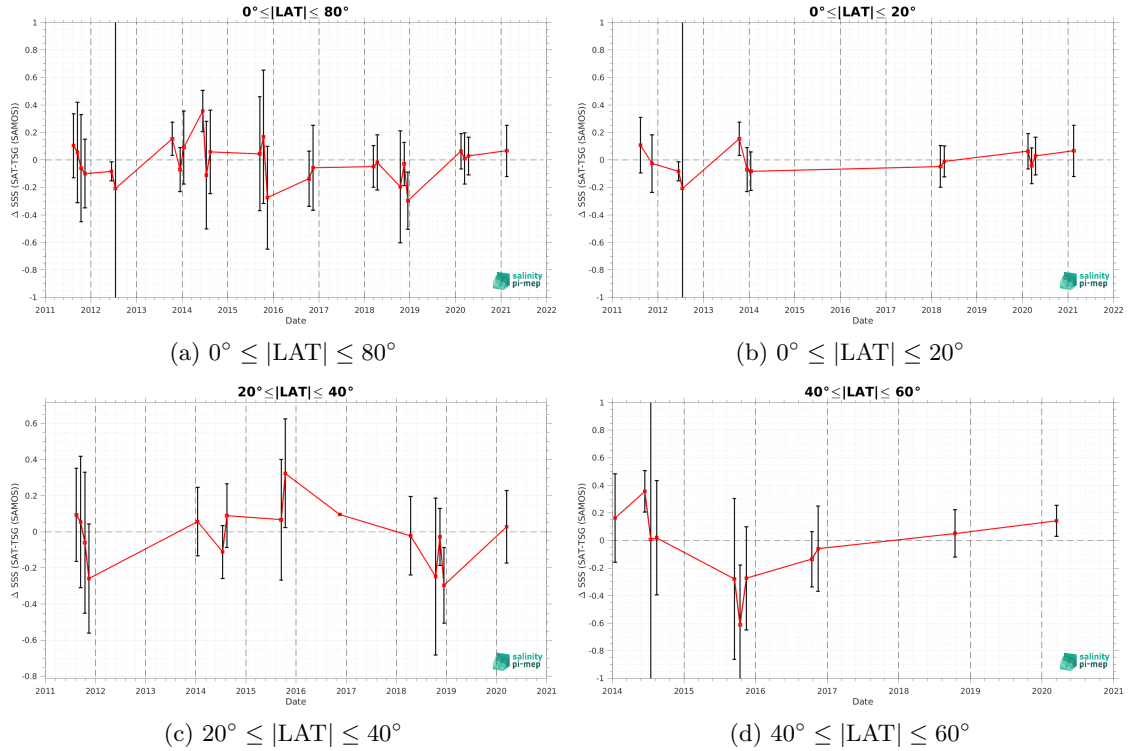 0°≤|LAT|≤ 80°
Δ SSS (SAT-TSG (SAMOS))
1
0.8
0.6
0.4
0.2
0
-0.2
-0.4
-0.6
-0.8
-1
2011 2012 2013 2014 2015 2016 2017 2018 2019 2020 2021 2022
Date
salinity
pi-mep
(a) 0° ≤ |LAT| ≤ 80°
0°≤|LAT|≤ 20°
Δ SSS (SAT-TSG (SAMOS))
1
0.8
0.6
0.4
0.2
0
-0.2
-0.4
-0.6
-0.8
-1
2011 2012 2013 2014 2015 2016 2017 2018 2019 2020 2021 2022
Date
salinity
pi-mep
(b) 0° ≤ |LAT| ≤ 20°
20°≤|LAT|≤ 40°
Δ SSS (SAT-TSG (SAMOS))
0.6
0.4
0.2
0
-0.2
-0.4
-0.6
-0.8
2011 2012 2013 2014 2015 2016 2017 2018 2019 2020 2021
Date
salinity
pi-mep
(c) 20° ≤ |LAT| ≤ 40°
40°≤|LAT|≤ 60°
Δ SSS (SAT-TSG (SAMOS))
1
0.8
0.6
0.4
0.2
0
-0.2
-0.4
-0.6
-0.8
-1
2014 2015 2016 2017 2018 2019 2020 2021
Date
salinity
pi-mep
(d) 40° ≤ |LAT| ≤ 60°